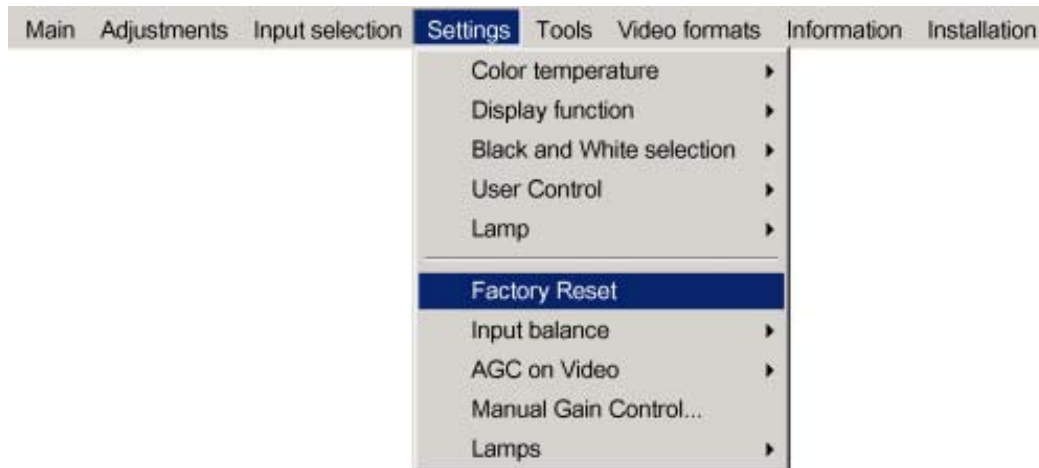 Main Adjustments Input selection Settings Tools Video formats Information Installation
Color temperature
Display function
Black and White selection
User Control
Lamp
Factory Reset
Input balance
AGC on Video
Manual Gain Control...
Lamps